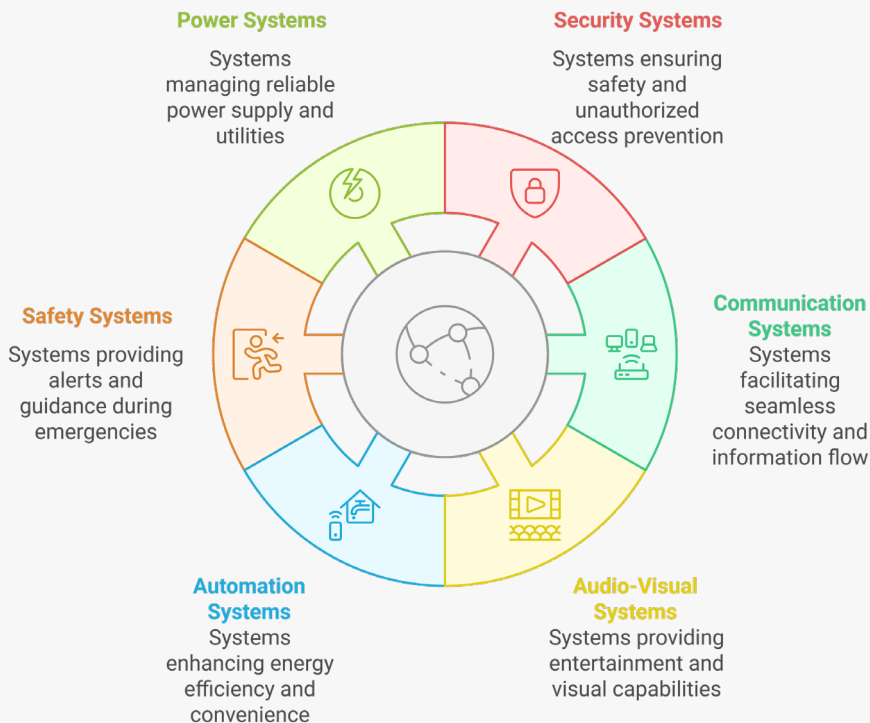 Power Systems
Systems
managing reliable
power supply and
utilities
Security Systems
Systems ensuring
safety and
unauthorized
access prevention
Safety Systems
Systems providing
alerts and
guidance during
emergencies
Communication
Systems
Systems
facilitating
seamless
connectivity and
information flow
Automation
Systems
Systems
enhancing energy
efficiency and
convenience
Audio-Visual
Systems
Systems providing
entertainment and
visual capabilities